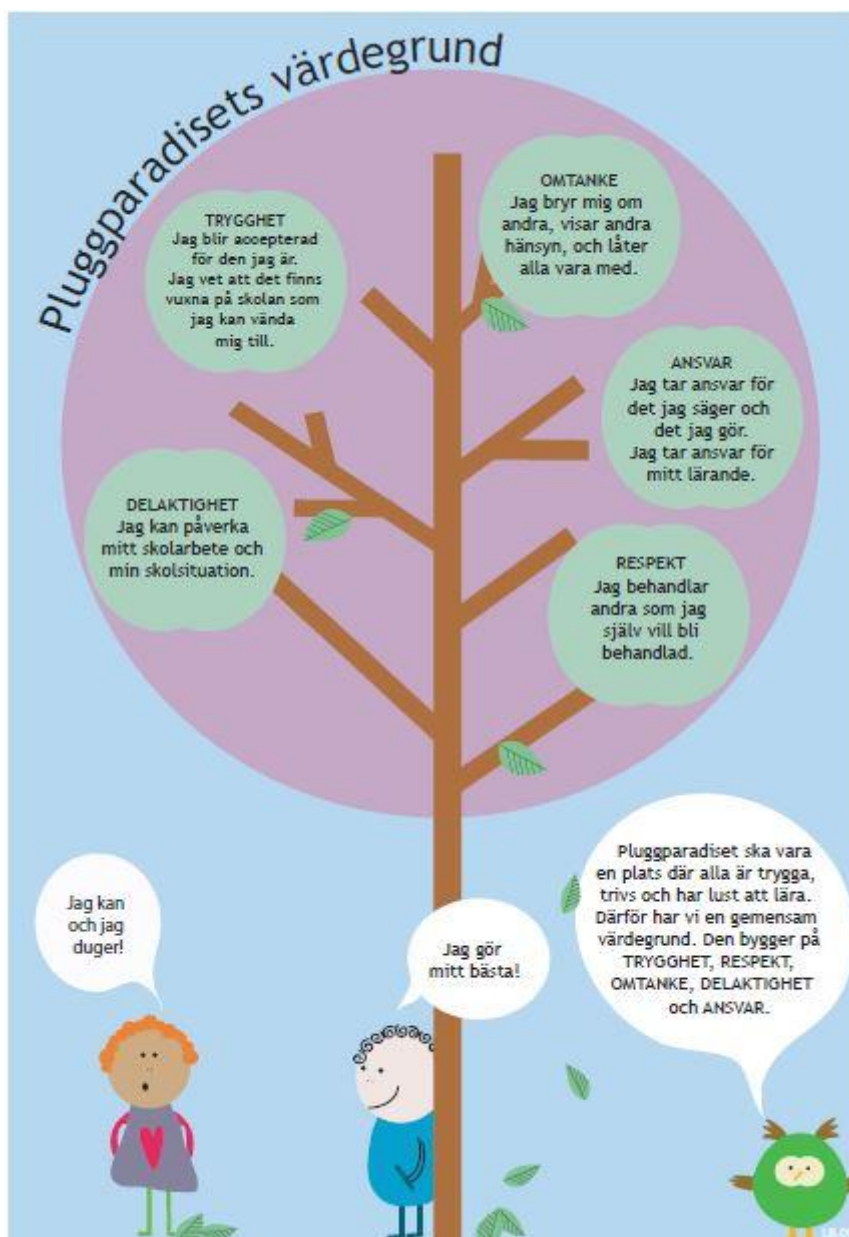 Pluggparadisets värdegrund
OMTANKE
Jag bryr mig om
andra, visar andra
hänsyn, och låter
alla vara med.
TRYGGHET
Jag blir accepterad
för den jag är.
Jag vet att det finns
vuxna på skolan som
jag kan vända
mig till.
ANSVAR
Jag tar ansvar för
det jag säger och
det jag gör.
Jag tar ansvar för
mitt lärande.
DELAKTIGHET
Jag kan påverka
mitt skolarbete och
min skolsituation.
RESPEKT
Jag behandlar
andra som jag
själv vill bli
behandlad.
Jag kan
och jag
duger!
Jag gör
mitt bästa!
Pluggparadiset ska vara
en plats där alla är trygga,
trivs och har lust att lära.
Därför har vi en gemensam
värdegrund. Den bygger på
TRYGGHET, RESPEKT,
OMTANKE, DELAKTIGHET
och ANSVAR.